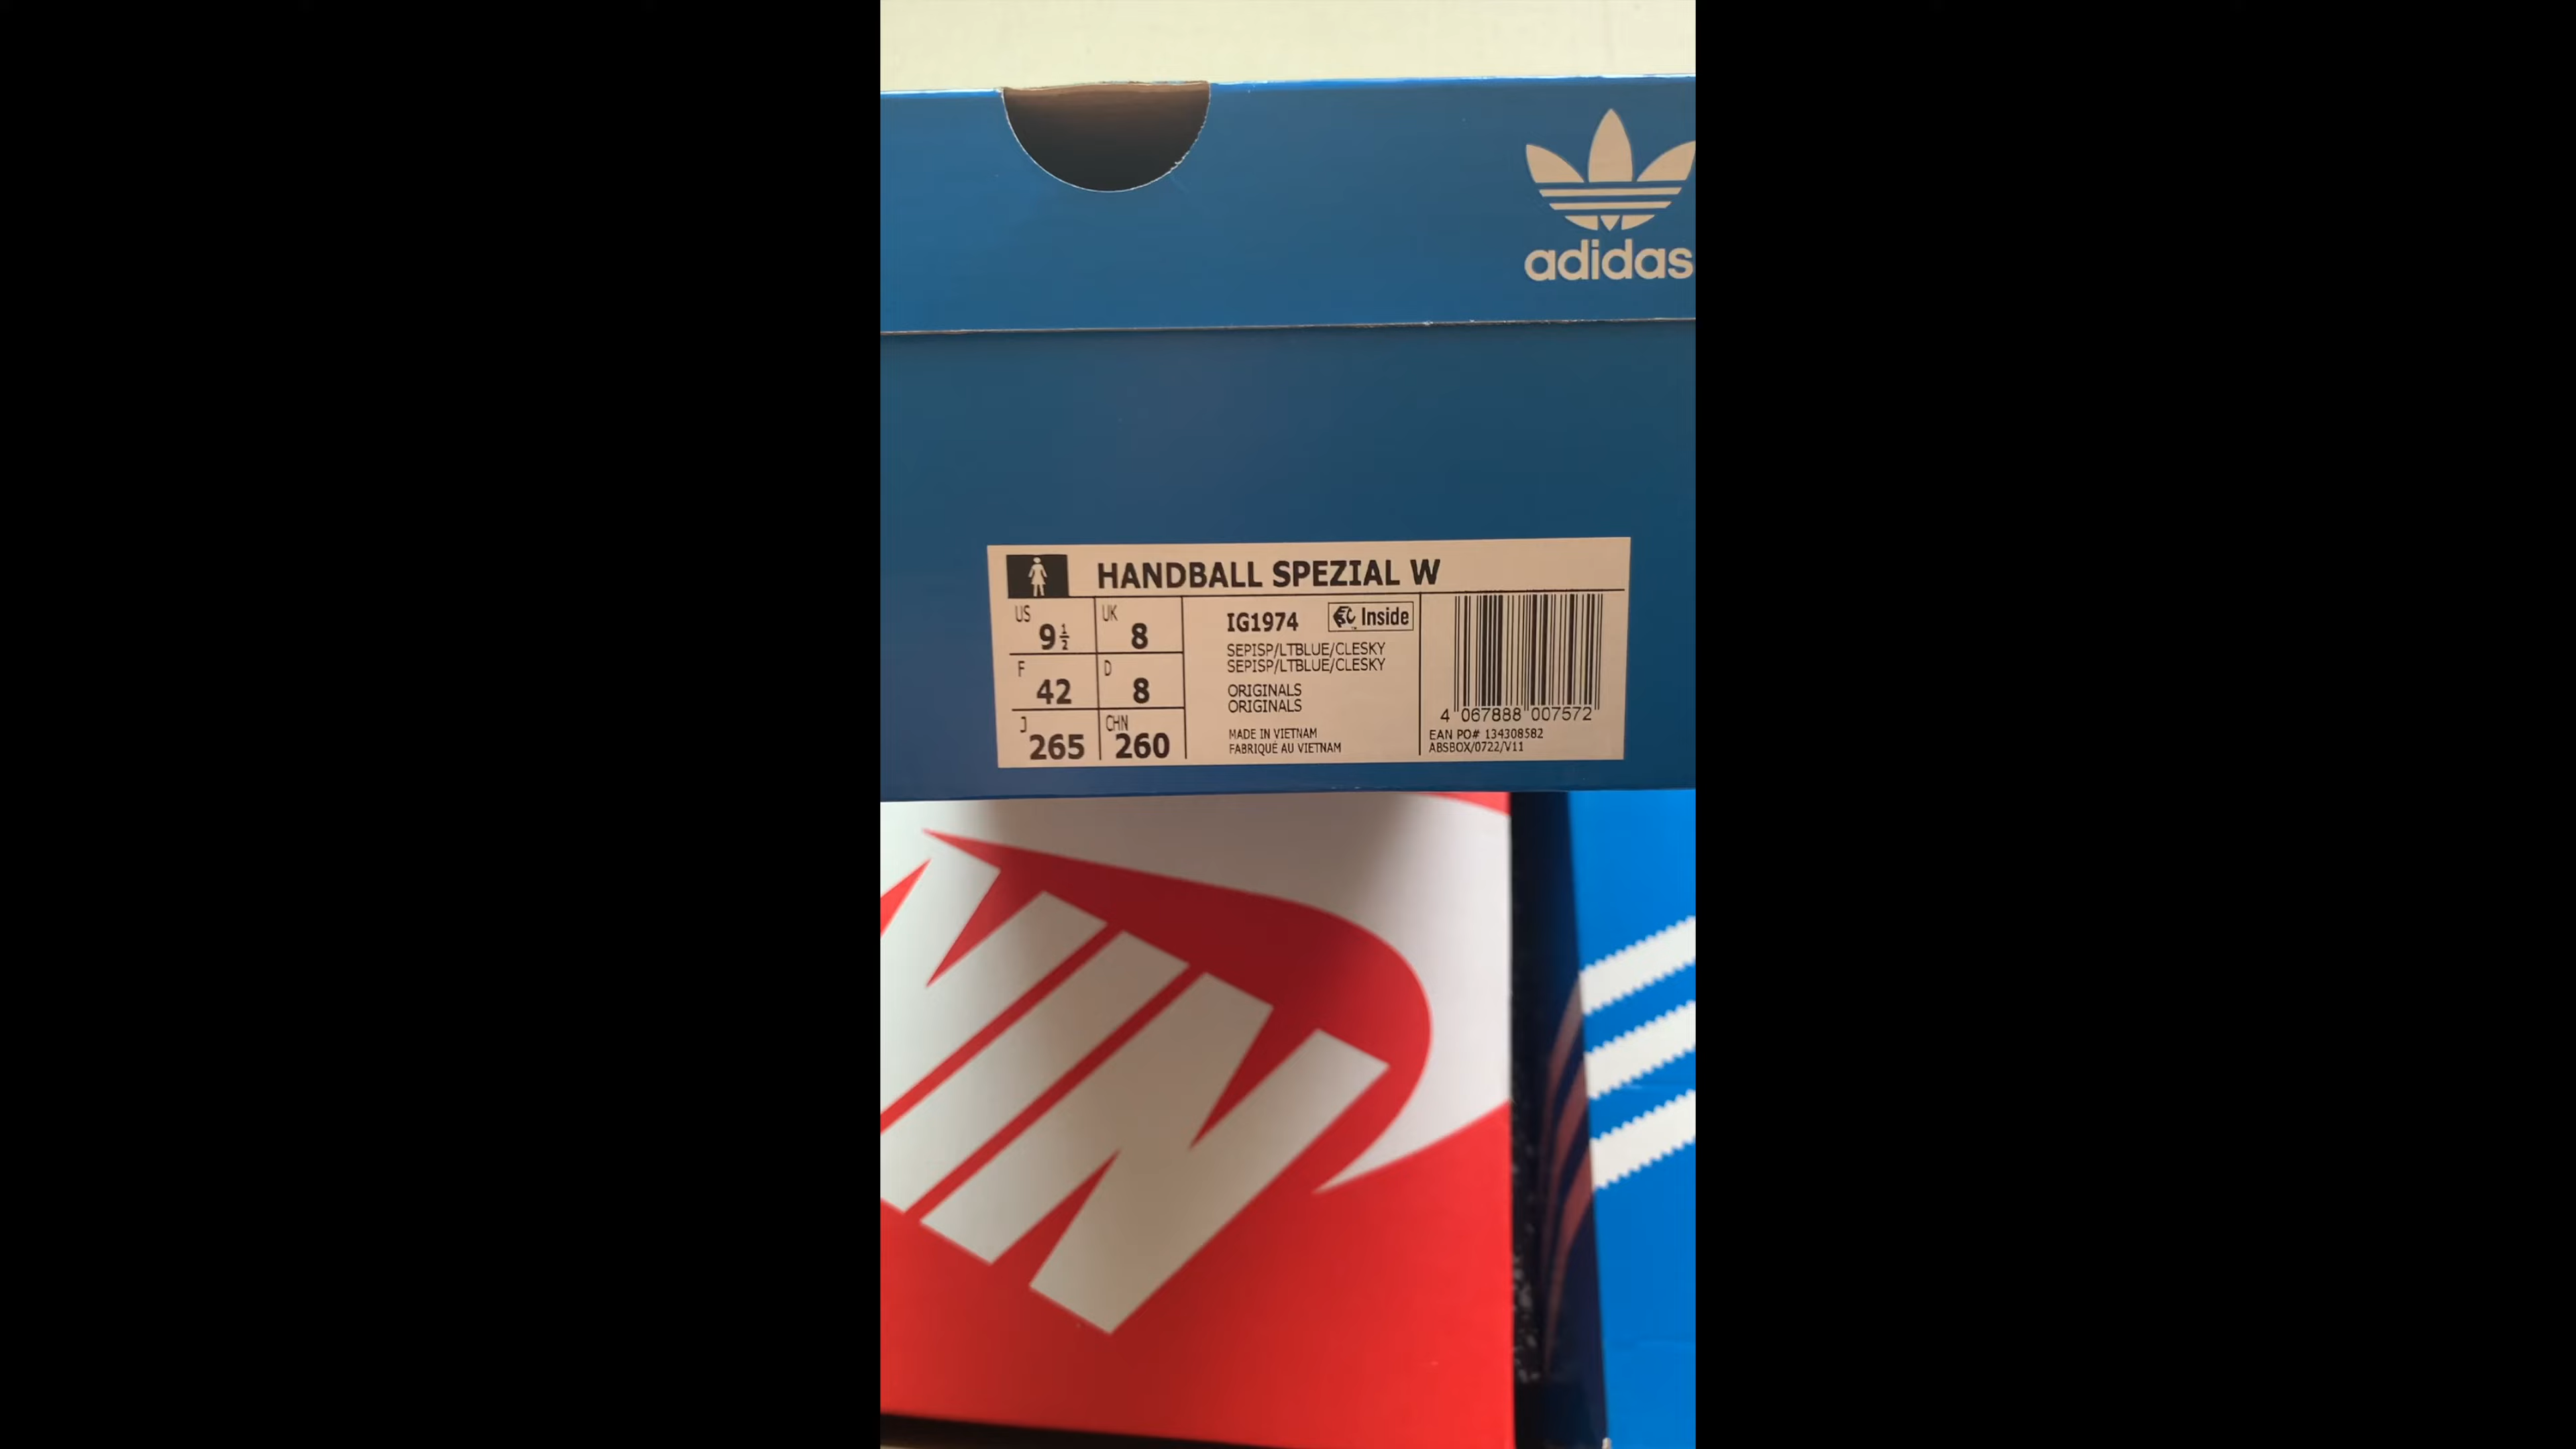 adidas
HANDBALL SPEZIAL W
US 9½ UK 8
F 42 D 8
J 265 CHN 260
IG1974 Inside
SEPISP/LTBLUE/CLESKY
SEPISP/LTBLUE/CLESKY
ORIGINALS
ORIGINALS
MADE IN VIETNAM
FABRIQUÉ AU VIETNAM
4 067888 007572
EAN PO# 134308582
ABSBOX/0722/V11